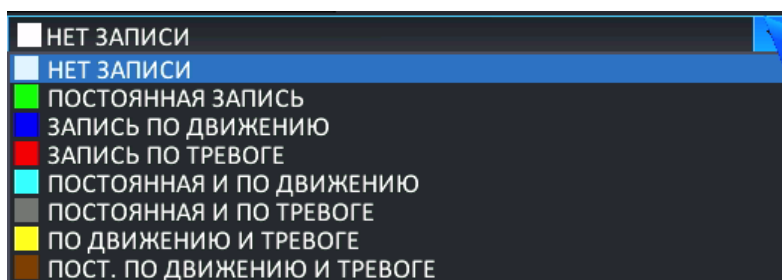 НЕТ ЗАПИСИ
НЕТ ЗАПИСИ
ПОСТОЯННАЯ ЗАПИСЬ
ЗАПИСЬ ПО ДВИЖЕНИЮ
ЗАПИСЬ ПО ТРЕВОГЕ
ПОСТОЯННАЯ И ПО ДВИЖЕНИЮ
ПОСТОЯННАЯ И ПО ТРЕВОГЕ
ПО ДВИЖЕНИЮ И ТРЕВОГЕ
ПОСТ. ПО ДВИЖЕНИЮ И ТРЕВОГЕ